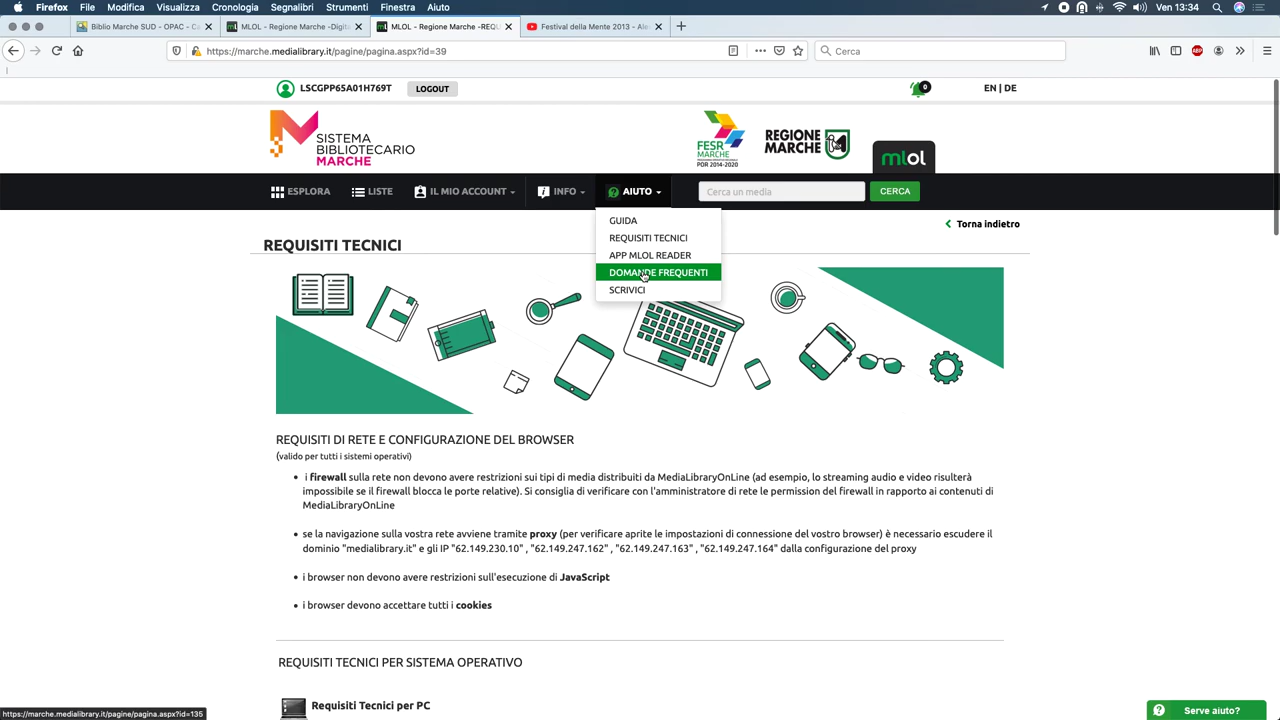 Firefox File Modifica Visualizza Cronologia Segnalibri Strumenti Finestra Aiuto
Ven 13:34
Biblio Marche SUD - OPAC - Ca
MLOL - Regione Marche -Digita
MLOL - Regione Marche -REQU
Festival della Mente 2013 - Ale
https://marche.medialibrary.it/pagine/pagina.aspx?id=39
Cerca
LSCGPP65A01H769T
LOGOUT
0
EN | DE
SISTEMA
BIBLIOTECARIO
MARCHE
FESR
MARCHE
POR 2014-2020
REGIONE
MARCHE
mlol
ESPLORA
LISTE
IL MIO ACCOUNT
INFO
AIUTO
Cerca un media
CERCA
GUIDA
REQUISITI TECNICI
APP MLOL READER
DOMANDE FREQUENTI
SCRIVICI
Torna indietro
REQUISITI TECNICI
REQUISITI DI RETE E CONFIGURAZIONE DEL BROWSER
(valido per tutti i sistemi operativi)
• i firewall sulla rete non devono avere restrizioni sui tipi di media distribuiti da MediaLibraryOnLine (ad esempio, lo streaming audio e video risulterà
impossibile se il firewall blocca le porte relative). Si consiglia di verificare con l'amministratore di rete le permission del firewall in rapporto ai contenuti di
MediaLibraryOnLine
• se la navigazione sulla vostra rete avviene tramite proxy (per verificare aprite le impostazioni di connessione del vostro browser) è necessario escudere il
domino "medialibrary.it" e gli IP "62.149.230.10" , "62.149.247.162" , "62.149.247.163" , "62.149.247.164" dalla configurazione del proxy
• i browser non devono avere restrizioni sull'esecuzione di JavaScript
• i browser devono accettare tutti i cookies
REQUISITI TECNICI PER SISTEMA OPERATIVO
Requisiti Tecnici per PC
https://marche.medialibrary.it/pagine/pagina.aspx?id=135
Serve aiuto?